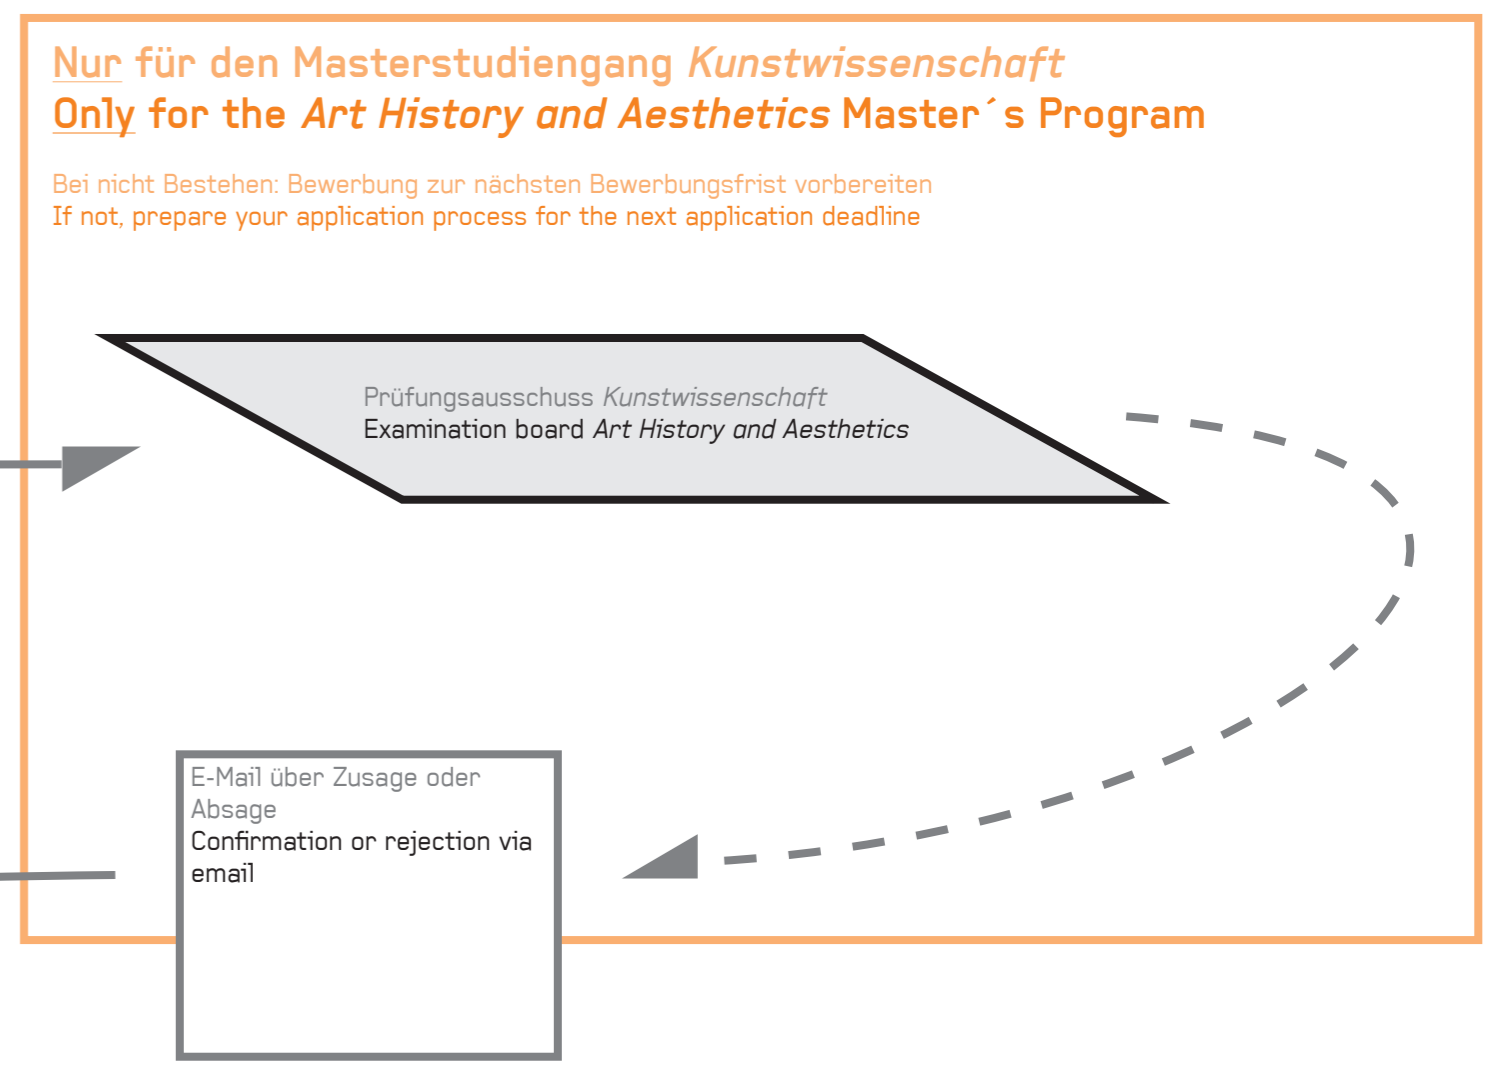 Nur für den Masterstudiengang Kunstwissenschaft
Only for the Art History and Aesthetics Master´s Program
Bei nicht Bestehen: Bewerbung zur nächsten Bewerbungsfrist vorbereiten
If not, prepare your application process for the next application deadline
Prüfungsausschuss Kunstwissenschaft
Examination board Art History and Aesthetics
E-Mail über Zusage oder
Absage
Confirmation or rejection via
email